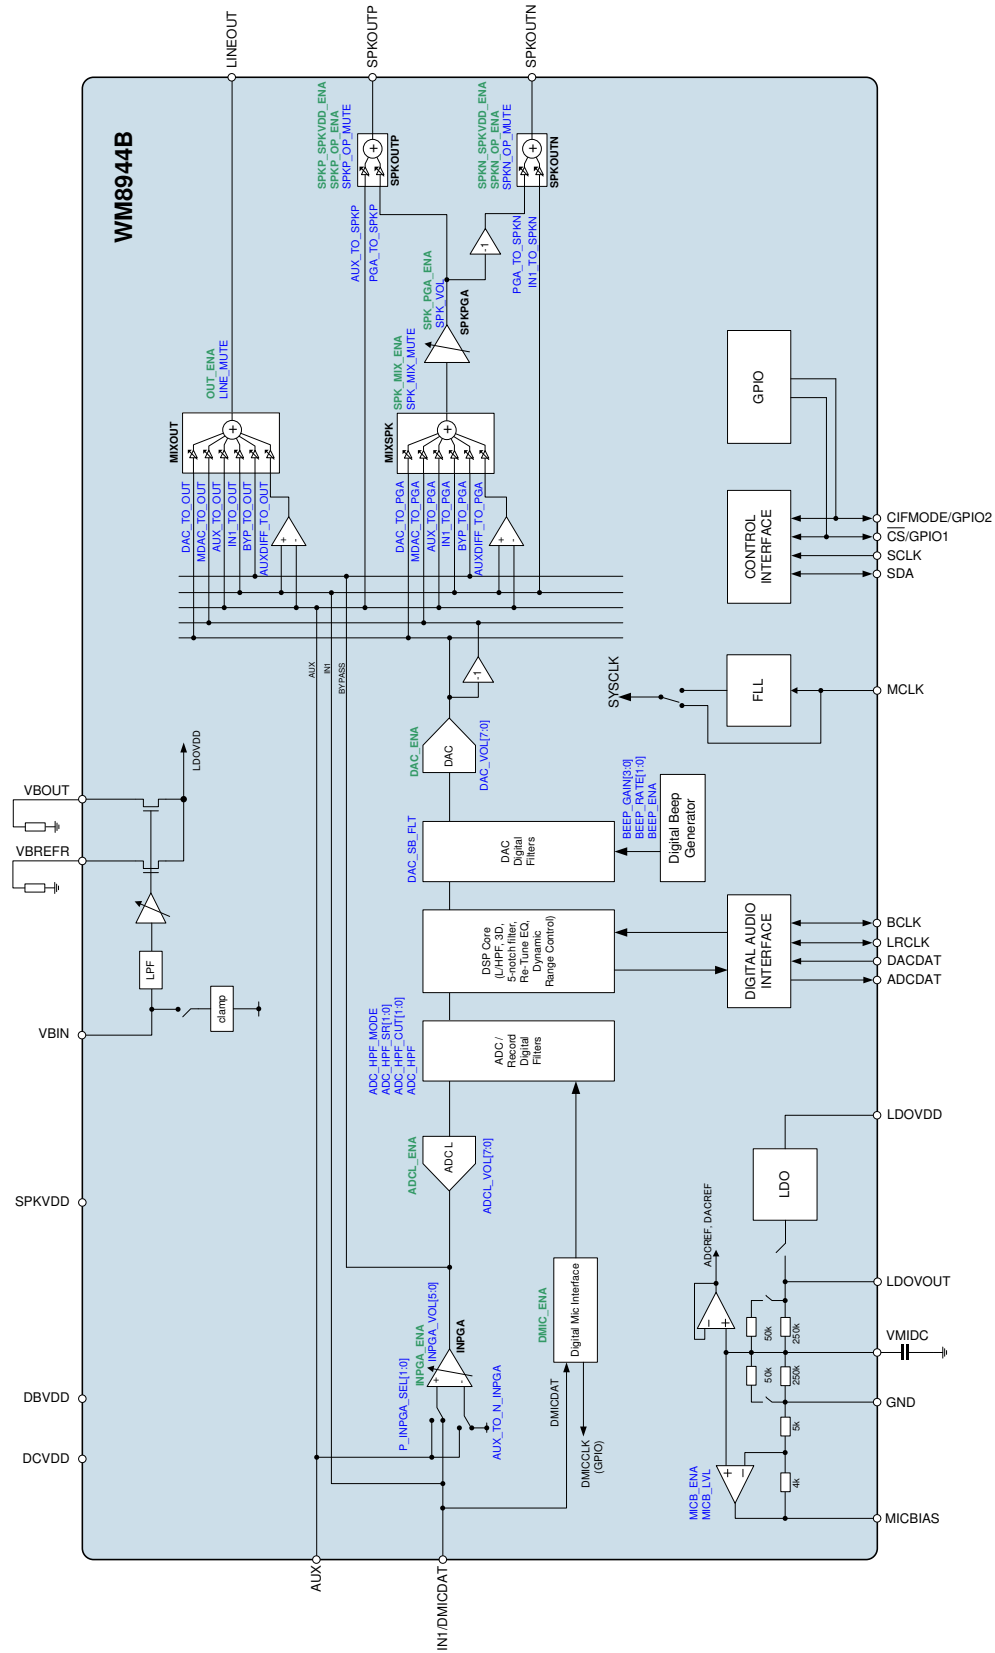 LINEOUT
SPKOUTP
SPKOUTN
WM8944B
SPKP_SPKVDD_ENA
SPKP_OP_ENA
SPKP_OP_MUTE
SPKOUTP
SPKN_SPKVDD_ENA
SPKN_OP_ENA
SPKN_OP_MUTE
SPKOUTN
AUX_TO_SPKP
PGA_TO_SPKP
PGA_TO_SPKN
IN1_TO_SPKN
-1
SPK_PGA_ENA
SPK_VOL
SPKPGA
OUT_ENA
LINE_MUTE
SPK_MIX_ENA
SPK_MIX_MUTE
MIXOUT
+
MIXSPK
+
DAC_TO_OUT
MDAC_TO_OUT
AUX_TO_OUT
IN1_TO_OUT
BYP_TO_OUT
AUXDIFF_TO_OUT
+
-
DAC_TO_PGA
MDAC_TO_PGA
AUX_TO_PGA
IN1_TO_PGA
BYP_TO_PGA
AUXDIFF_TO_PGA
+
-
GPIO
CONTROL
INTERFACE
CIFMODE/GPIO2
CS/GPIO1
SCLK
SDA
AUX
IN1
BYPASS
-1
SYSCLK
FLL
MCLK
DAC_ENA
DAC
DAC_VOL[7:0]
VBOUT
VBREFR
LDOVDD
LPF
clamp
VBIN
DAC_SB_FLT
DAC
Digital
Filters
BEEP_GAIN[3:0]
BEEP_RATE[1:0]
BEEP_ENA
Digital Beep
Generator
DSP Core
(L/HPF, 3D,
5-notch filter,
Re-Tune EQ,
Dynamic
Range Control)
DIGITAL AUDIO
INTERFACE
BCLK
LRCLK
DACDAT
ADCDAT
ADC_HPF_MODE
ADC_HPF_SR[1:0]
ADC_HPF_CUT[1:0]
ADC_HPF
ADC /
Record
Digital
Filters
ADCL_ENA
ADC L
ADCL_VOL[7:0]
SPKVDD
DBVDD
DCVDD
LDOVDD
LDO
LDOVOUT
VMIDC
GND
MICBIAS
ADCREF, DACREF
+
-
50k
250k
50k
250k
5k
4k
+
-
MICB_ENA
MICB_LVL
DMIC_ENA
Digital Mic Interface
DMICDAT
DMICCLK
(GPIO)
P_INPGA_SEL[1:0]
INPGA_ENA
INPGA_VOL[5:0]
INPGA
+
-
AUX_TO_N_INPGA
AUX
IN1/DMICDAT